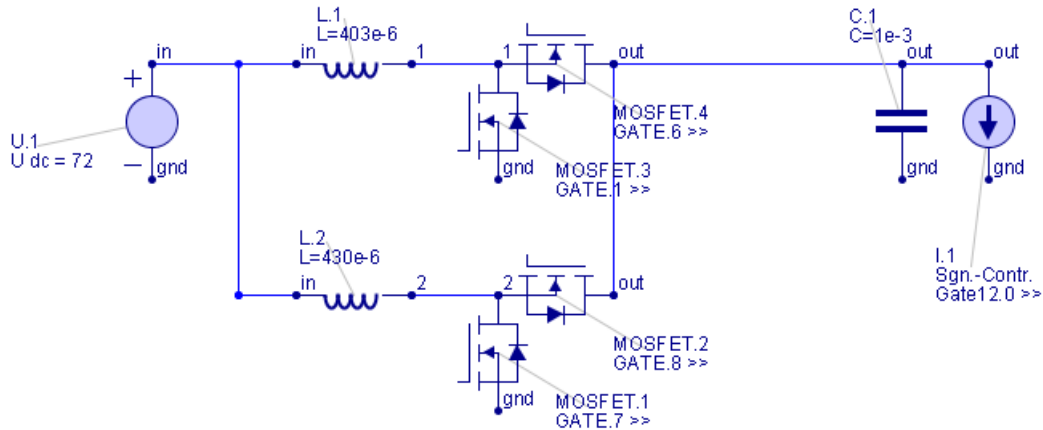 L.1
L=403e-6
C.1
C=1e-3
in
in
1
1
out
out
out
+
U.1
U dc = 72
−
gnd
MOSFET.4
GATE.6 >>
gnd
MOSFET.3
GATE.1 >>
gnd
gnd
L.2
L=430e-6
in
2
2
out
I.1
Sgn.-Contr.
Gate12.0 >>
MOSFET.2
GATE.8 >>
gnd
MOSFET.1
GATE.7 >>